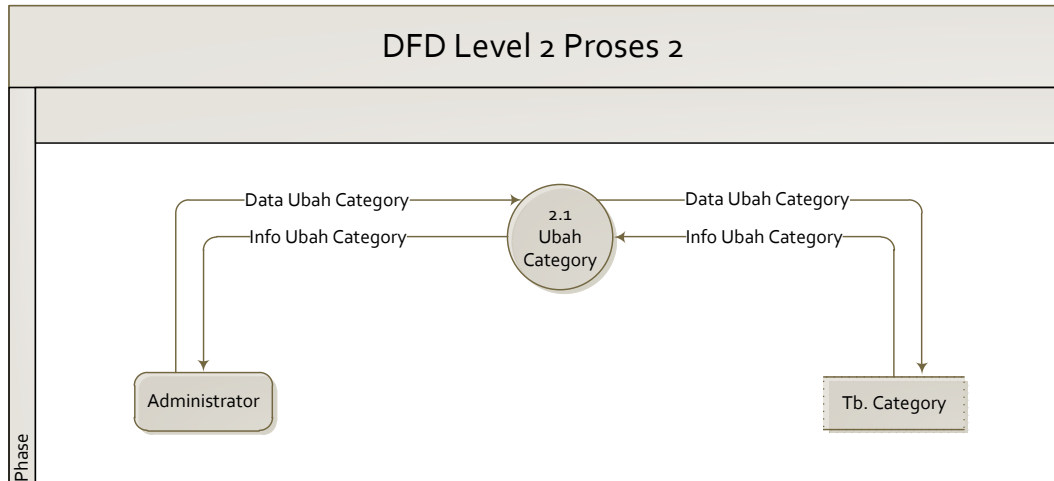 DFD Level 2 Proses 2
Data Ubah Category
Data Ubah Category
2.1
Ubah
Category
Info Ubah Category
Info Ubah Category
Administrator
Tb. Category
Phase